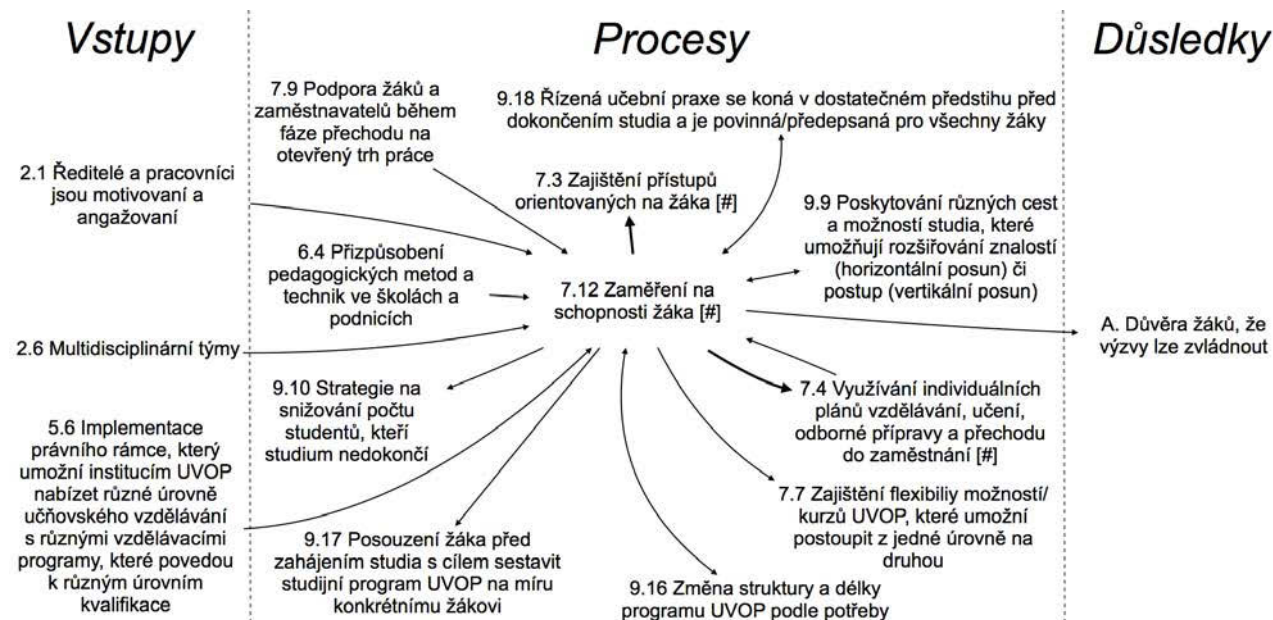 Vstupy
Procesy
Důsledky
7.9 Podpora žáků a
zaměstnavatelů během
fáze přechodu na
otevřený trh práce
9.18 Řízená učební praxe se koná v dostatečném předstihu před
dokončením studia a je povinná/předepsaná pro všechny žáky
2.1 Ředitelé a pracovníci
jsou motivovaní a
angažovaní
7.3 Zajištění přístupů
orientovaných na žáka [#]
9.9 Poskytování různých cest
a možností studia, které
umožňují rozšiřování znalostí
(horizontální posun) či
postup (vertikální posun)
6.4 Přizpůsobení
pedagogických metod a
technik ve školách a
podnicích
7.12 Zaměření na
schopnosti žáka [#]
A. Důvěra žáků, že
výzvy lze zvládnout
2.6 Multidisciplinární týmy
9.10 Strategie na
snižování počtu
studentů, kteří
studium nedokončí
7.4 Využívání individuálních
plánů vzdělávání, učení,
odborné přípravy a přechodu
do zaměstnání [#]
5.6 Implementace
právního rámce, který
umožní institucím UVOP
nabízet různé úrovně
učňovského vzdělávání
s různými vzdělávacími
programy, které povedou
k různým úrovním
kvalifikace
7.7 Zajištění flexibiliy možností/
kurzů UVOP, které umožní
postoupit z jedné úrovně na
druhou
9.17 Posouzení žáka před
zahájením studia s cílem sestavit
studijní program UVOP na míru
konkrétnímu žákovi
9.16 Změna struktury a délky
programu UVOP podle potřeby